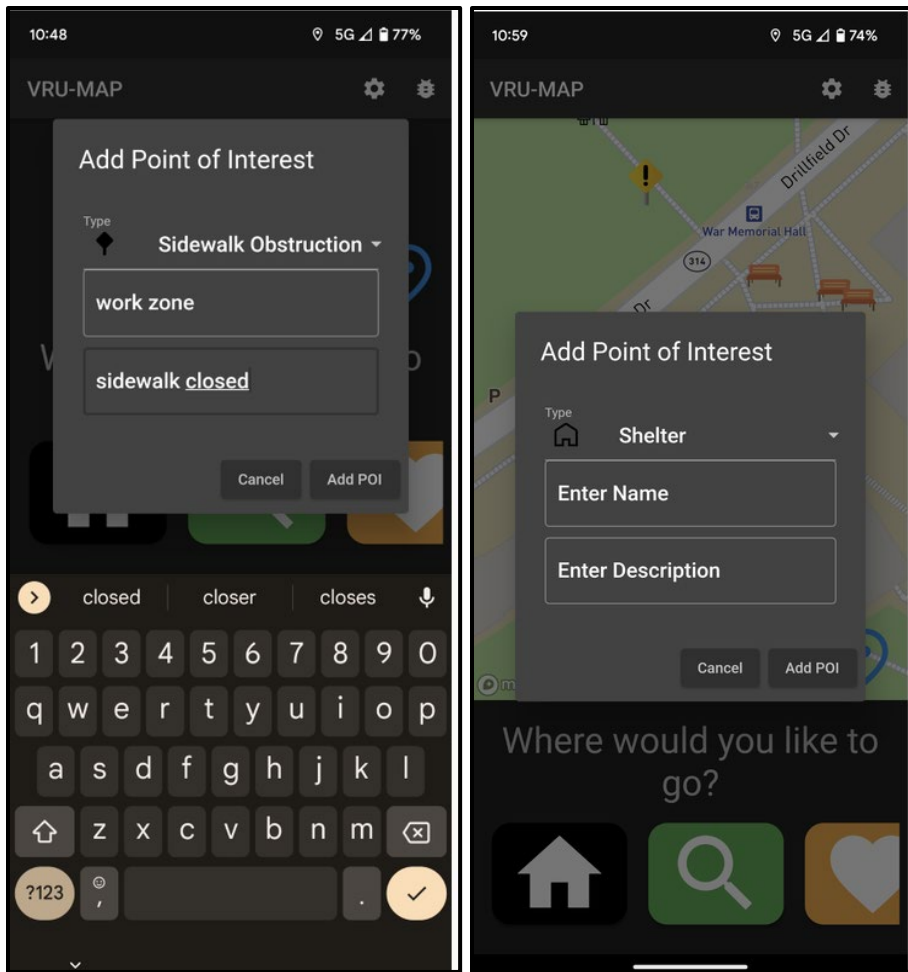 10:48
5G 77%
VRU-MAP
Add Point of Interest
Type
Sidewalk Obstruction
work zone
sidewalk closed
Cancel Add POI
closed closer closes
1 2 3 4 5 6 7 8 9 0
q w e r t y u i o p
a s d f g h j k l
z x c v b n m
?123 , .
10:59
5G 74%
VRU-MAP
Drillfield Dr
War Memorial Hall
314
Dr
P
Add Point of Interest
Type
Shelter
Enter Name
Enter Description
Cancel Add POI
m
Where would you like to
go?